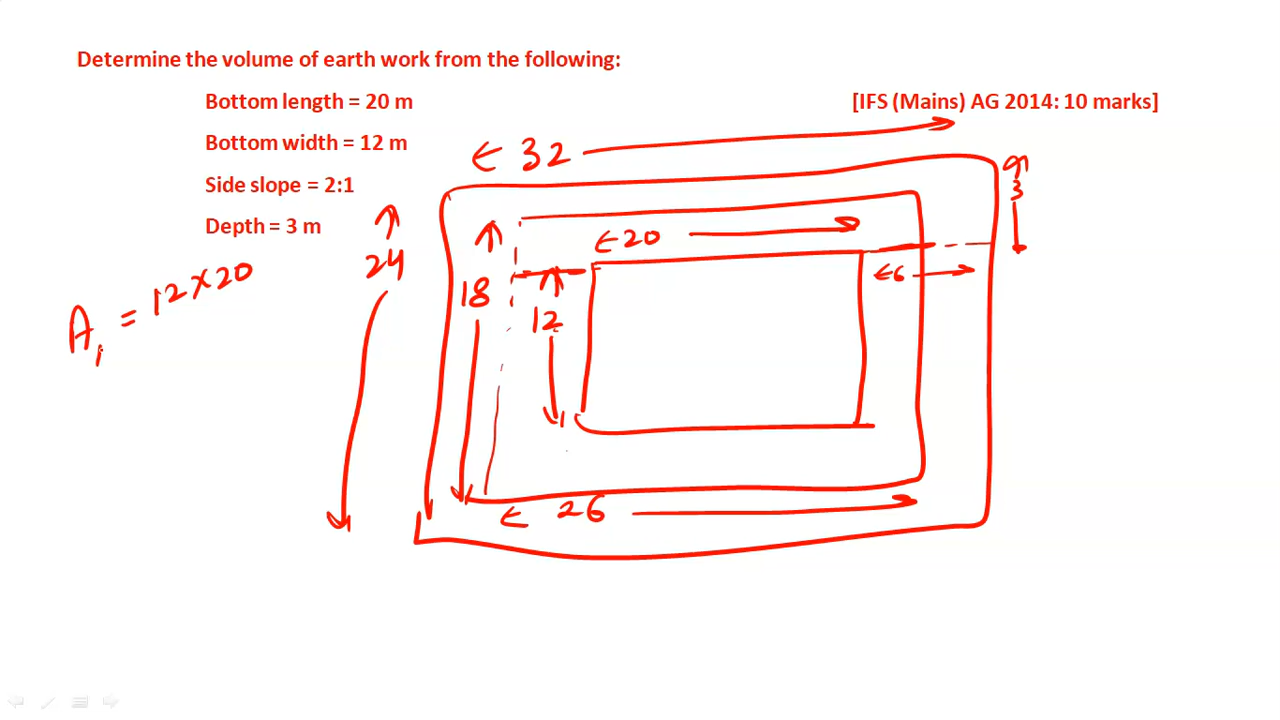 Determine the volume of earth work from the following:
Bottom length = 20 m
[IFS (Mains) AG 2014: 10 marks]
Bottom width = 12 m
Side slope = 2:1
Depth = 3 m
32
3
24
18
20
6
12
A₁ = 12 × 20
26